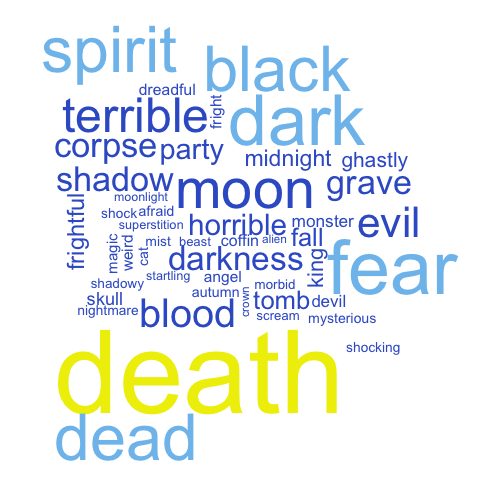 spirit
black
dreadful
fright
terrible
dark
corpse
party
midnight
ghastly
shadow
moon
grave
moonlight
frightful
shock
afraid
superstition
horrible
monster
evil
magic
weird
cat
mist
beast
coffin
alien
fall
darkness
king
fear
startling
angel
morbid
shadowy
skull
autumn
crown
tomb
devil
nightmare
blood
scream
mysterious
death
shocking
dead